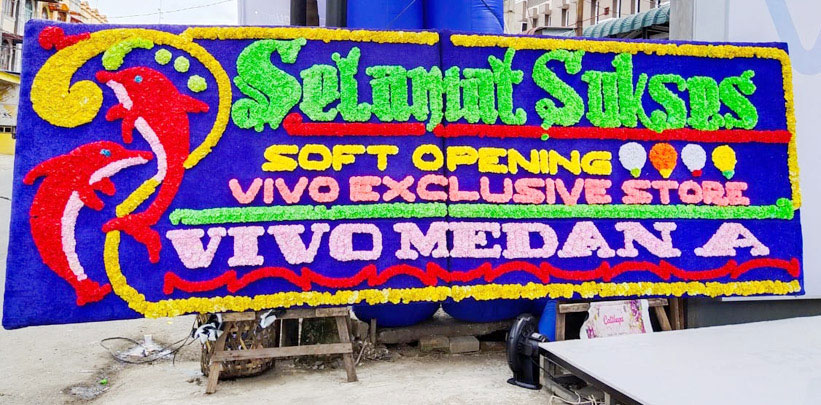 Selamat Sukses
SOFT OPENING
VIVO EXCLUSIVE STORE
VIVO MEDAN A